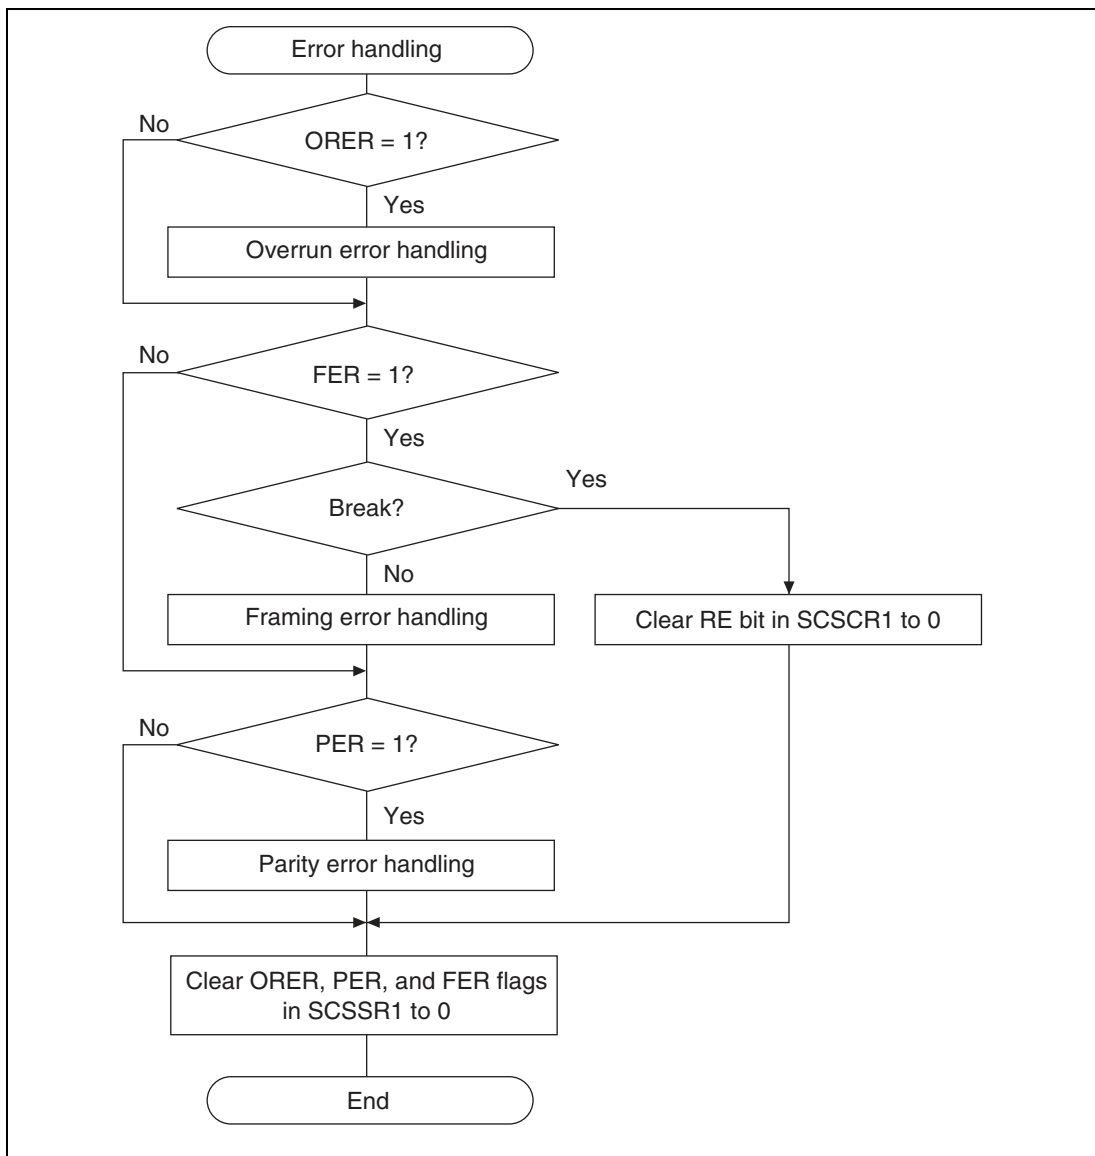 Error handling
No
ORER = 1?
Yes
Overrun error handling
No
FER = 1?
Yes
Yes
Break?
No
Framing error handling
Clear RE bit in SCSCR1 to 0
No
PER = 1?
Yes
Parity error handling
Clear ORER, PER, and FER flags
in SCSSR1 to 0
End